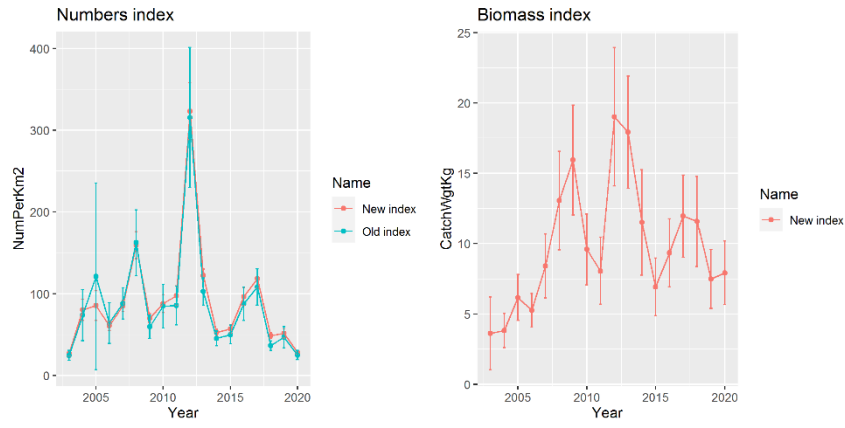 Numbers index
400
300
200
100
0
NumPerKm2
2005 2010 2015 2020
Year
Name
New index
Old index
Biomass index
25
20
15
10
5
0
CatchWgtKg
2005 2010 2015 2020
Year
Name
New index